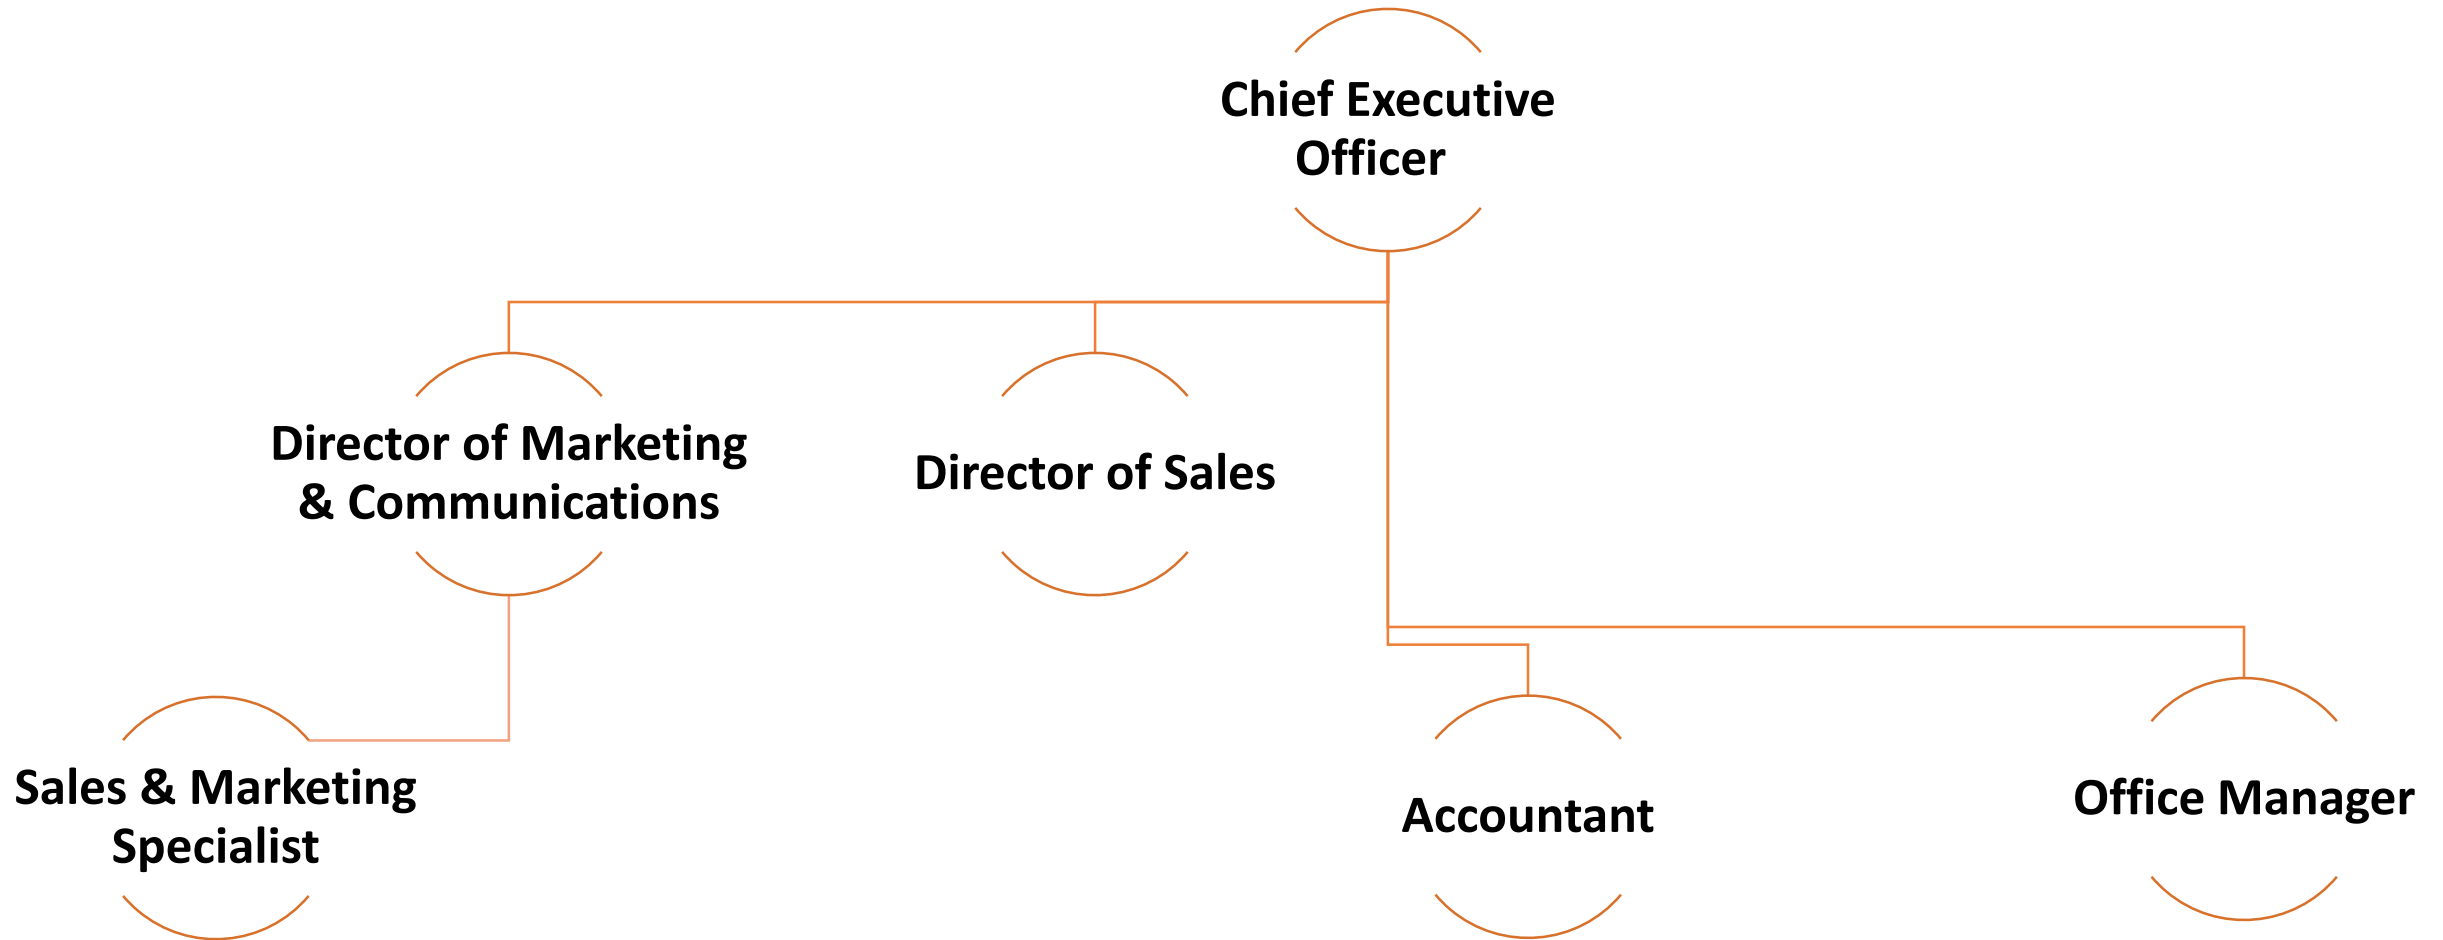 Chief Executive
Officer
Director of Marketing
& Communications
Director of Sales
Sales & Marketing
Specialist
Accountant
Office Manager